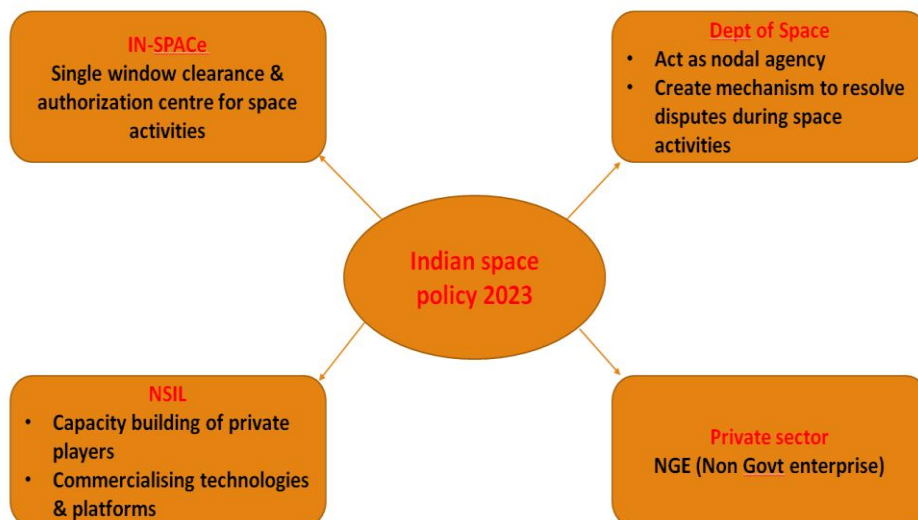 IN-SPACe
Single window clearance &
authorization centre for space
activities
Dept of Space
• Act as nodal agency
• Create mechanism to resolve
disputes during space
activities
Indian space
policy 2023
NSIL
• Capacity building of private
players
• Commercialising technologies
& platforms
Private sector
NGE (Non Govt enterprise)